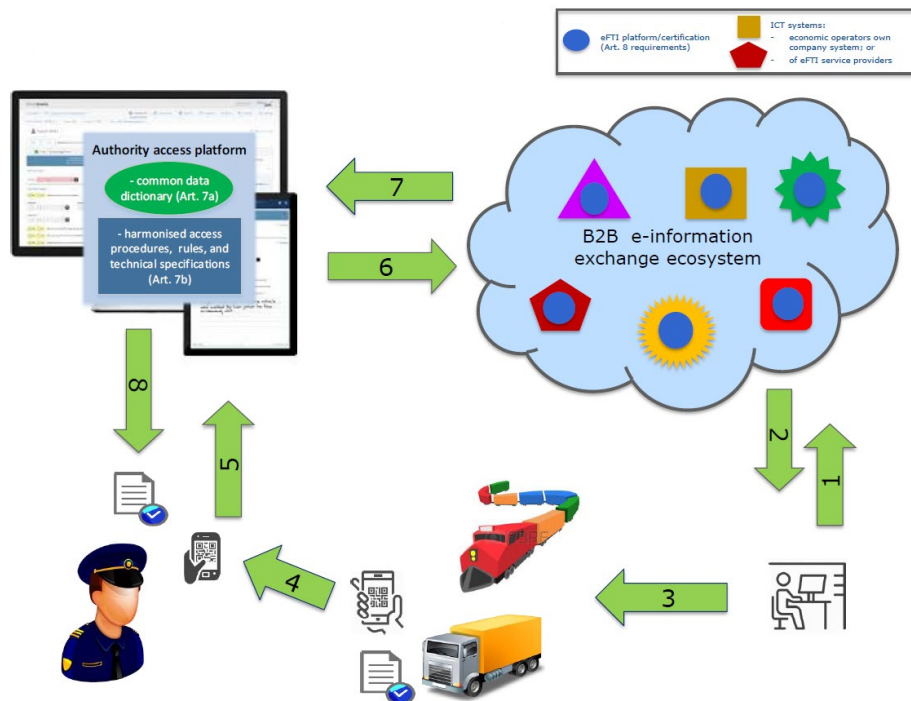 eFTI platform/certification
(Art. 8 requirements)
ICT systems:
- economic operators own
company system; or
- of eFTI service providers
Authority access platform
- common data
dictionary (Art. 7a)
- harmonised access
procedures, rules, and
technical specifications
(Art. 7b)
7
6
B2B e-information
exchange ecosystem
8
5
2
1
4
3